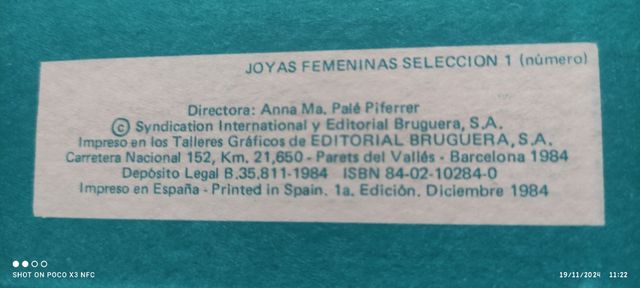 JOYAS FEMENINAS SELECCION 1 (número)
Directora: Anna Ma. Palé Piferrer
© Syndication International y Editorial Bruguera, S.A.
Impreso en los Talleres Gráficos de EDITORIAL BRUGUERA, S.A.
Carretera Nacional 152, Km. 21,650 - Parets del Vallés - Barcelona 1984
Depósito Legal B.35,811-1984 ISBN 84-02-10284-0
Impreso en España - Printed in Spain. 1a. Edición. Diciembre 1984
SHOT ON POCO X3 NFC
19/11/2024 11:22